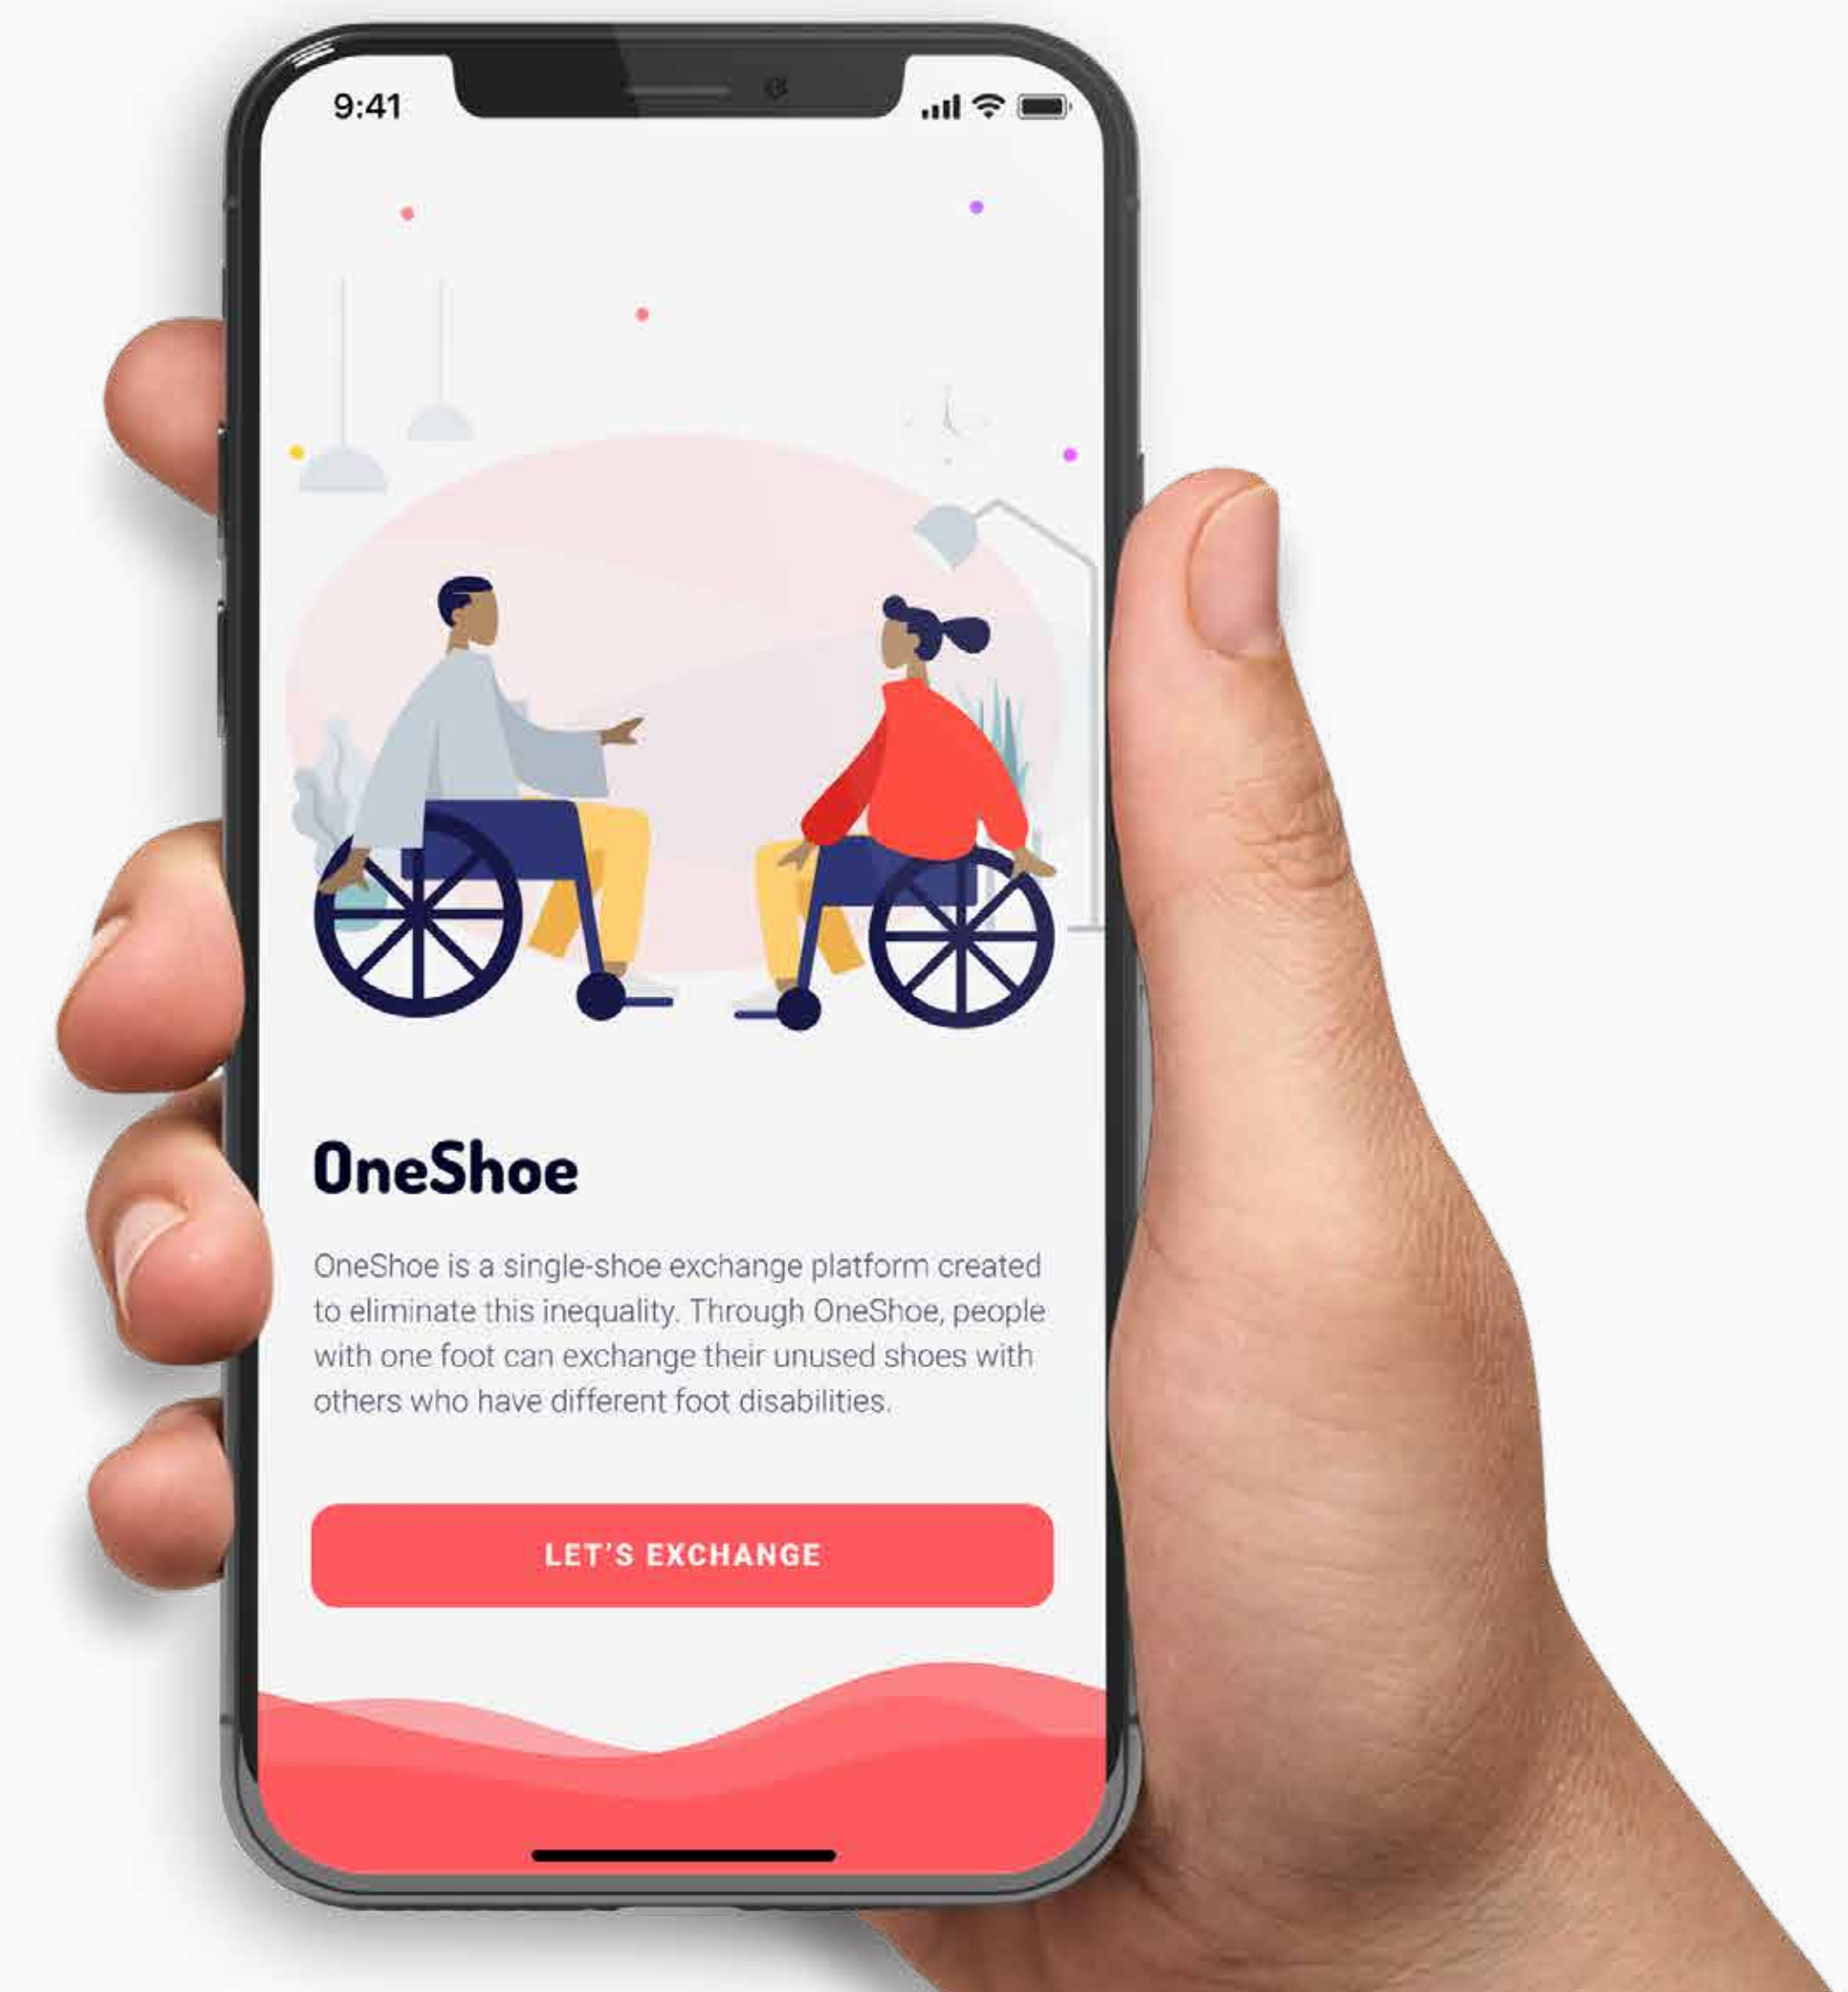 9:41
OneShoe
OneShoe is a single-shoe exchange platform created
to eliminate this inequality. Through OneShoe, people
with one foot can exchange their unused shoes with
others who have different foot disabilities.
LET’S EXCHANGE